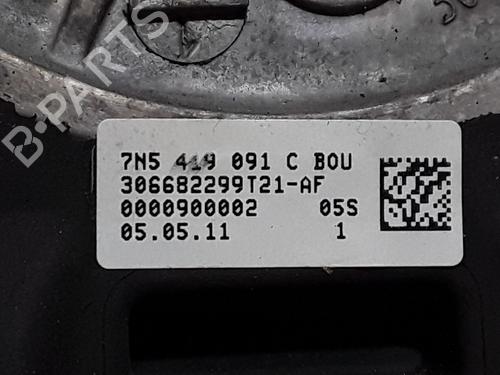 B-PARTS
7N5 419 091 C BOU
306682299T21-AF
0000900002 05S
05.05.11 1